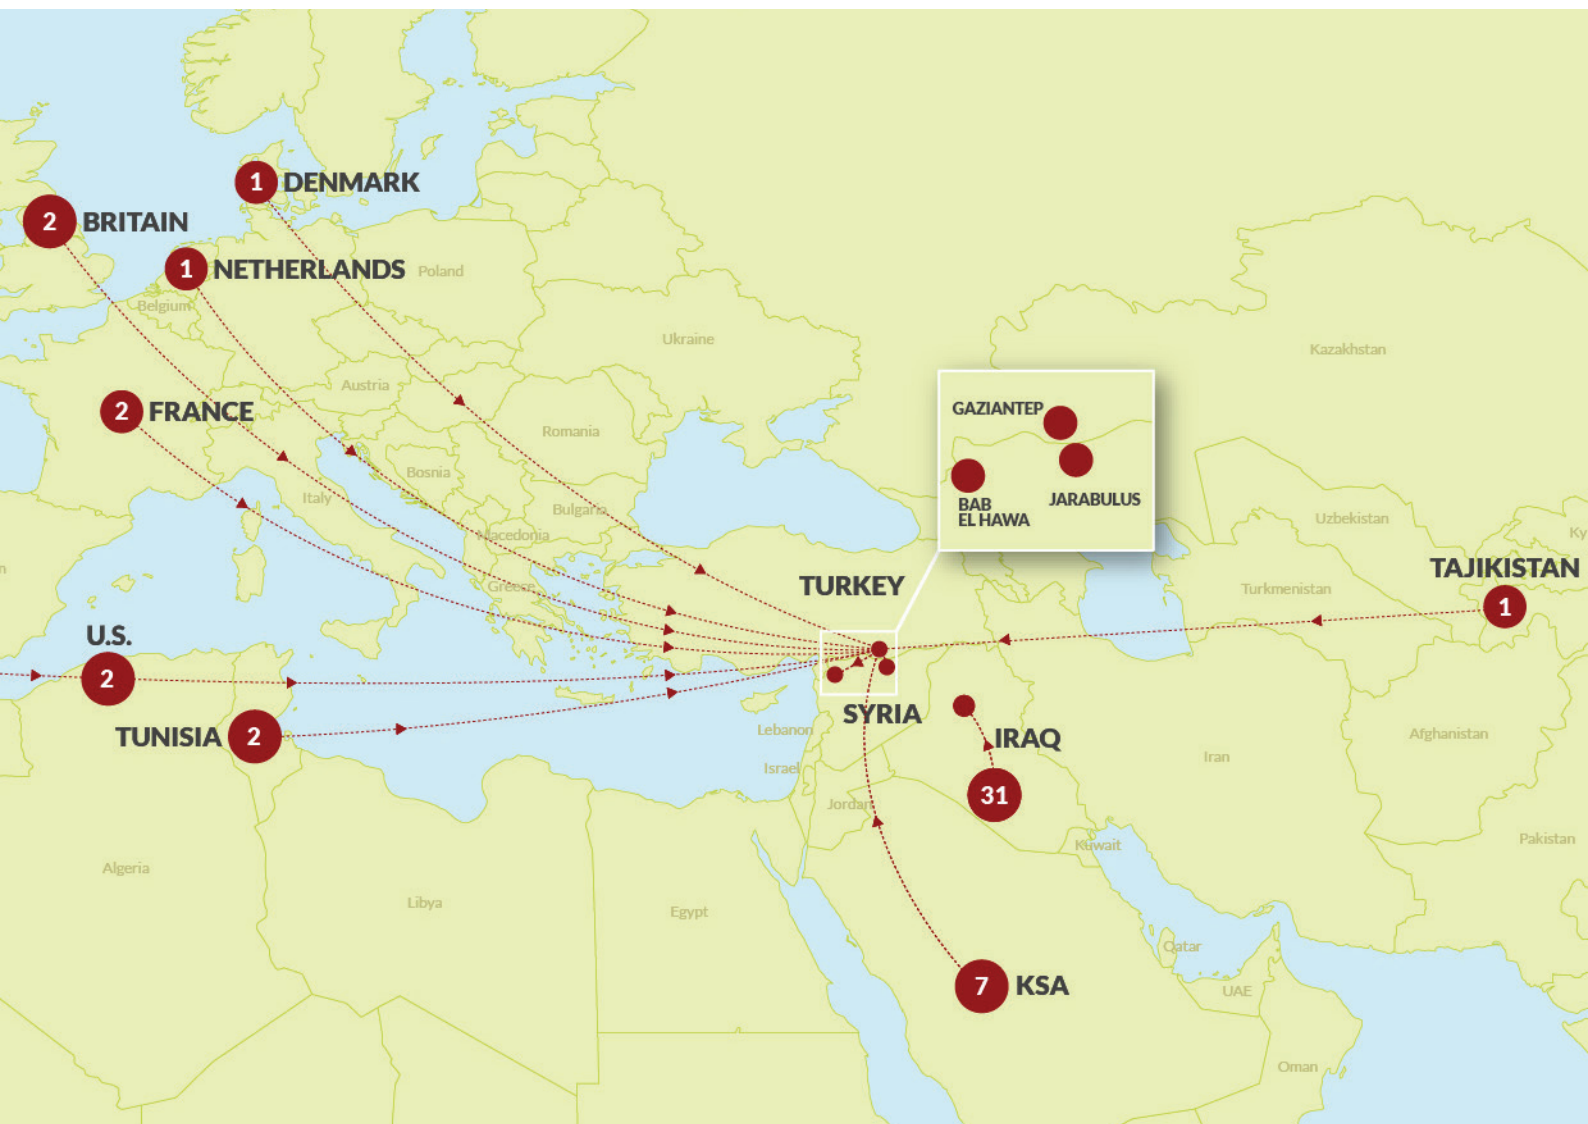 1 DENMARK
2 BRITAIN
1 NETHERLANDS
Poland
Belgium
Ukraine
Kazakhstan
Austria
2 FRANCE
GAZIANTEP
Romania
Bosnia
Italy
BAB
EL HAWA
JARABULUS
Bulgaria
Macedonia
Uzbekistan
Ky
n
TAJIKISTAN
1
Greece
TURKEY
Turkmenistan
U.S.
2
SYRIA
TUNISIA 2
Lebanon
IRAQ
Afghanistan
Iran
Israel
31
Jordan
Kuwait
Pakistan
Algeria
Libya
Egypt
Qatar
7 KSA
UAE
Oman